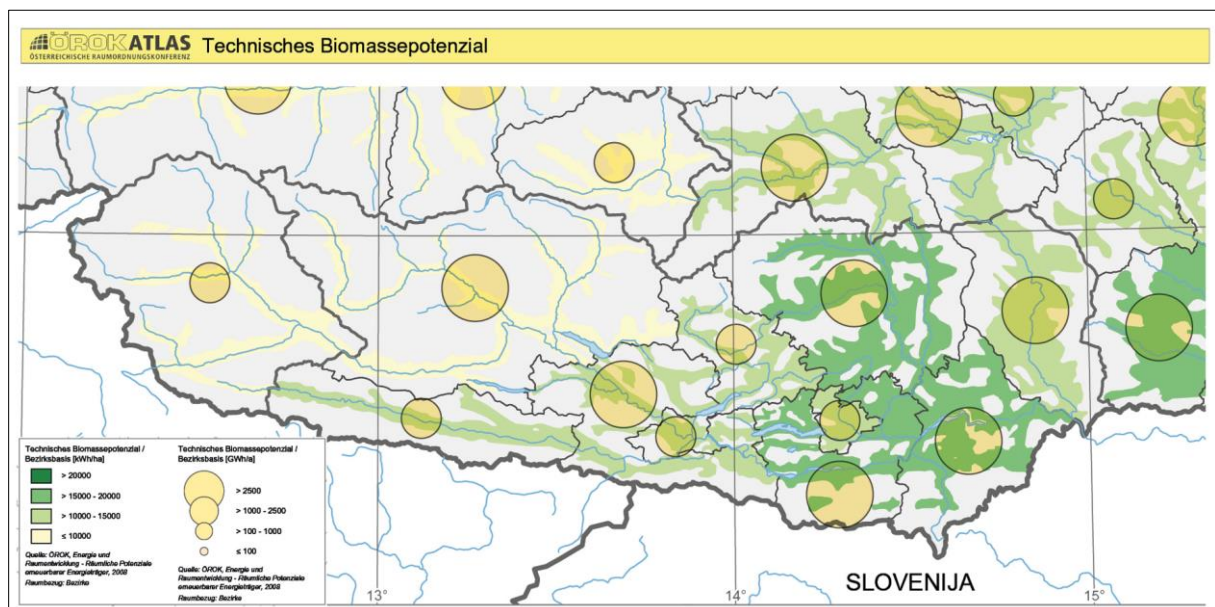 ÖROK ATLAS
ÖSTERREICHISCHE RAUMORDNUNGSKONFERENZ
Technisches Biomassepotenzial
Technisches Biomassepotenzial /
Bezirksbasis [kWh/ha]
> 20000
> 15000 - 20000
> 10000 - 15000
≤ 10000
Quelle: ÖROK, Energie und
Raumentwicklung - Räumliche Potenziale
erneuerbarer Energieträger, 2008
Raumbezug: Bezirke
Technisches Biomassepotenzial /
Bezirksbasis [GWh/a]
> 2500
> 1000 - 2500
> 100 - 1000
≤ 100
Quelle: ÖROK, Energie und
Raumentwicklung - Räumliche Potenziale
erneuerbarer Energieträger, 2008
Raumbezug: Bezirke
SLOVENIJA
13°
14°
15°